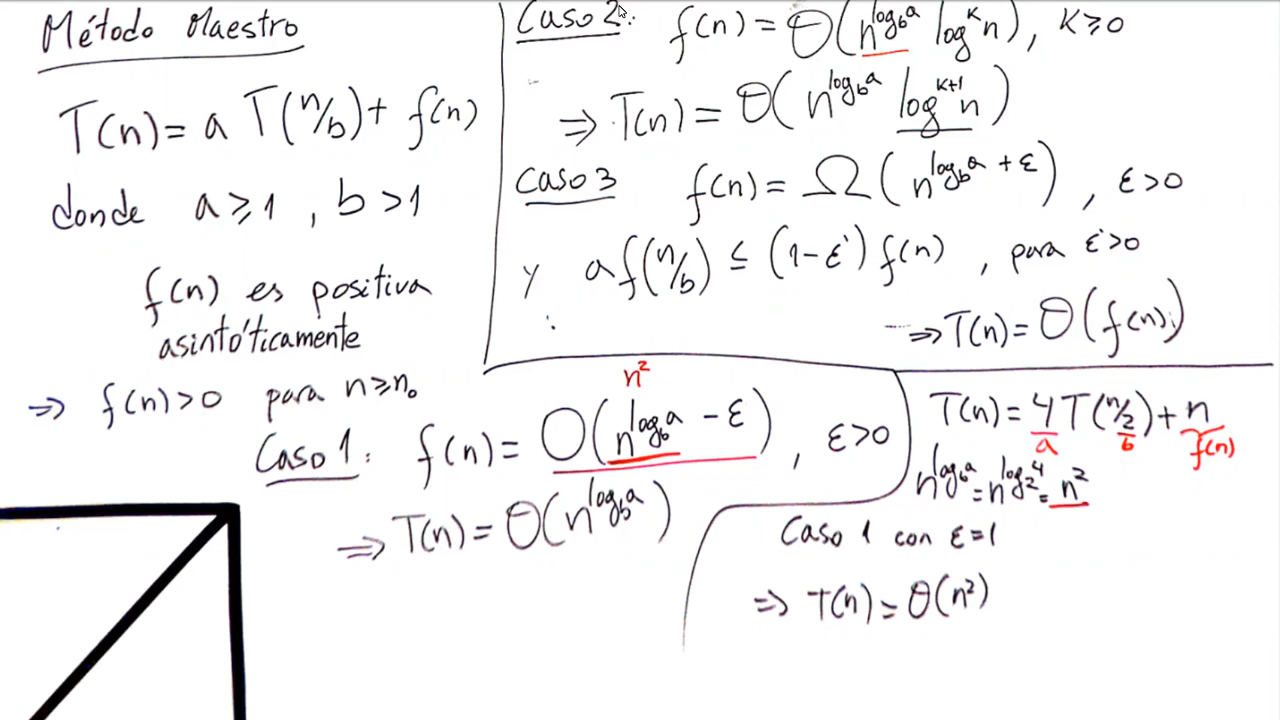 Método Maestro
T(n) = a T(n/b) + f(n)
donde a ≥ 1 , b > 1
f(n) es positiva
asintóticamente
⇒ f(n) > 0 para n ≥ n₀
Caso 1: f(n) = O(n^(log_b a - ε)) , ε > 0
n²
⇒ T(n) = Θ(n^(log_b a))
Caso 2: f(n) = Θ(n^(log_b a) log^k n) , K ≥ 0
⇒ T(n) = Θ(n^(log_b a) log^(k+1) n)
Caso 3 f(n) = Ω(n^(log_b a + ε)) , ε > 0
y a f(n/b) ≤ (1 - ε') f(n) , para ε' > 0
⇒ T(n) = Θ(f(n))
T(n) = 4 T(n/2) + n
a b f(n)
n^(log_b a) = n^(log_2 4) = n²
Caso 1 con ε = 1
⇒ T(n) = Θ(n²)